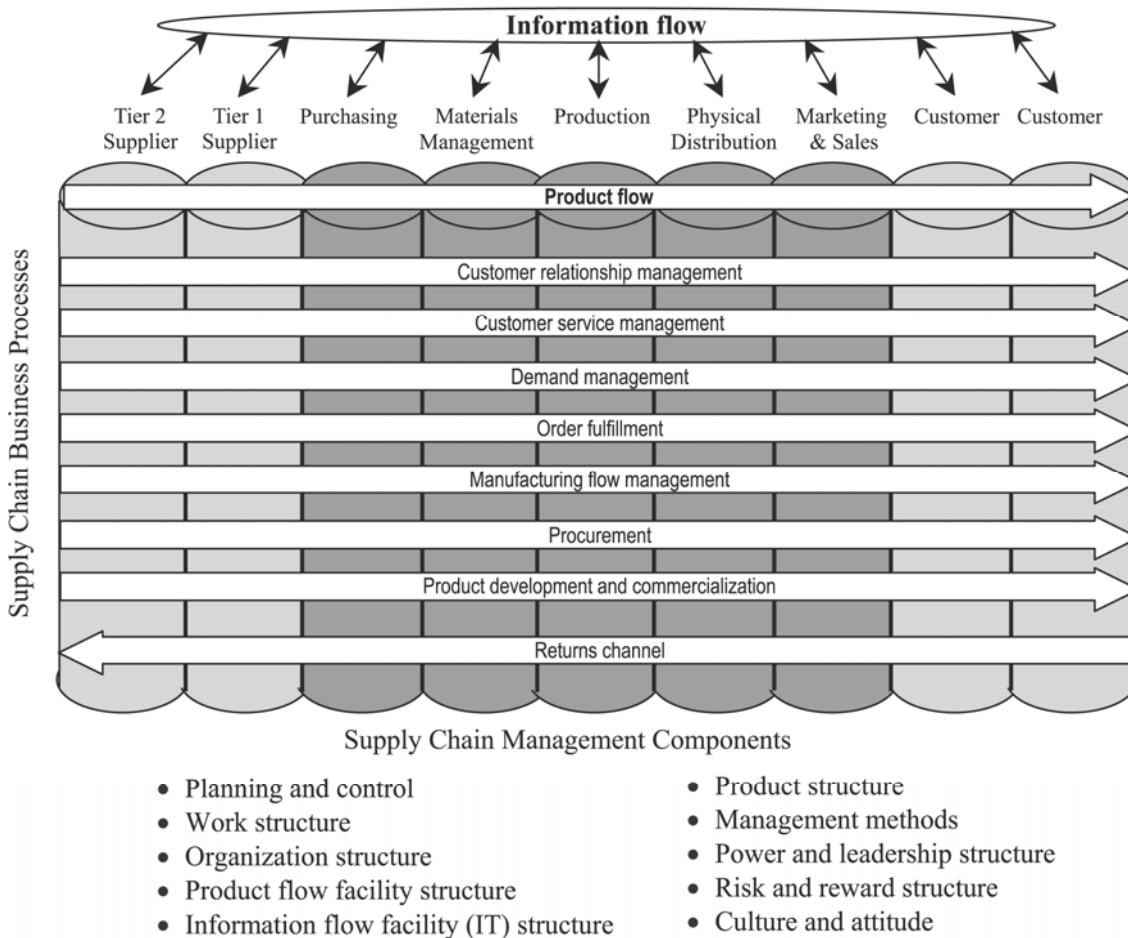 Information flow
Tier 2
Supplier
Tier 1
Supplier
Purchasing
Materials
Management
Production
Physical
Distribution
Marketing
& Sales
Customer
Customer
Supply Chain Business Processes
Product flow
Customer relationship management
Customer service management
Demand management
Order fulfillment
Manufacturing flow management
Procurement
Product development and commercialization
Returns channel
Supply Chain Management Components
• Planning and control
• Work structure
• Organization structure
• Product flow facility structure
• Information flow facility (IT) structure
• Product structure
• Management methods
• Power and leadership structure
• Risk and reward structure
• Culture and attitude